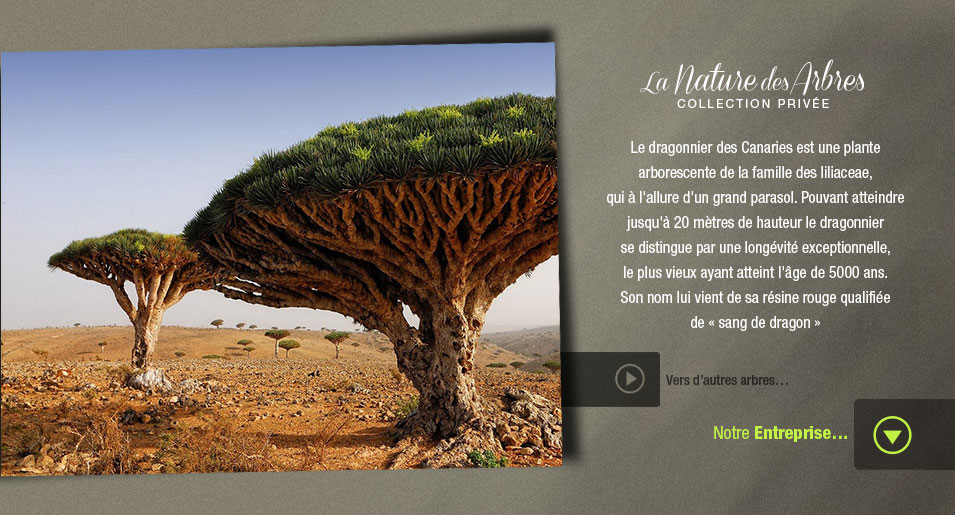 La Nature des Arbres
COLLECTION PRIVÉE
Le dragonnier des Canaries est une plante
arborescente de la famille des liliaceae,
qui à l'allure d'un grand parasol. Pouvant atteindre
jusqu'à 20 mètres de hauteur le dragonnier
se distingue par une longévité exceptionnelle,
le plus vieux ayant atteint l'âge de 5000 ans.
Son nom lui vient de sa résine rouge qualifiée
de « sang de dragon »
Vers d'autres arbres...
Notre Entreprise...